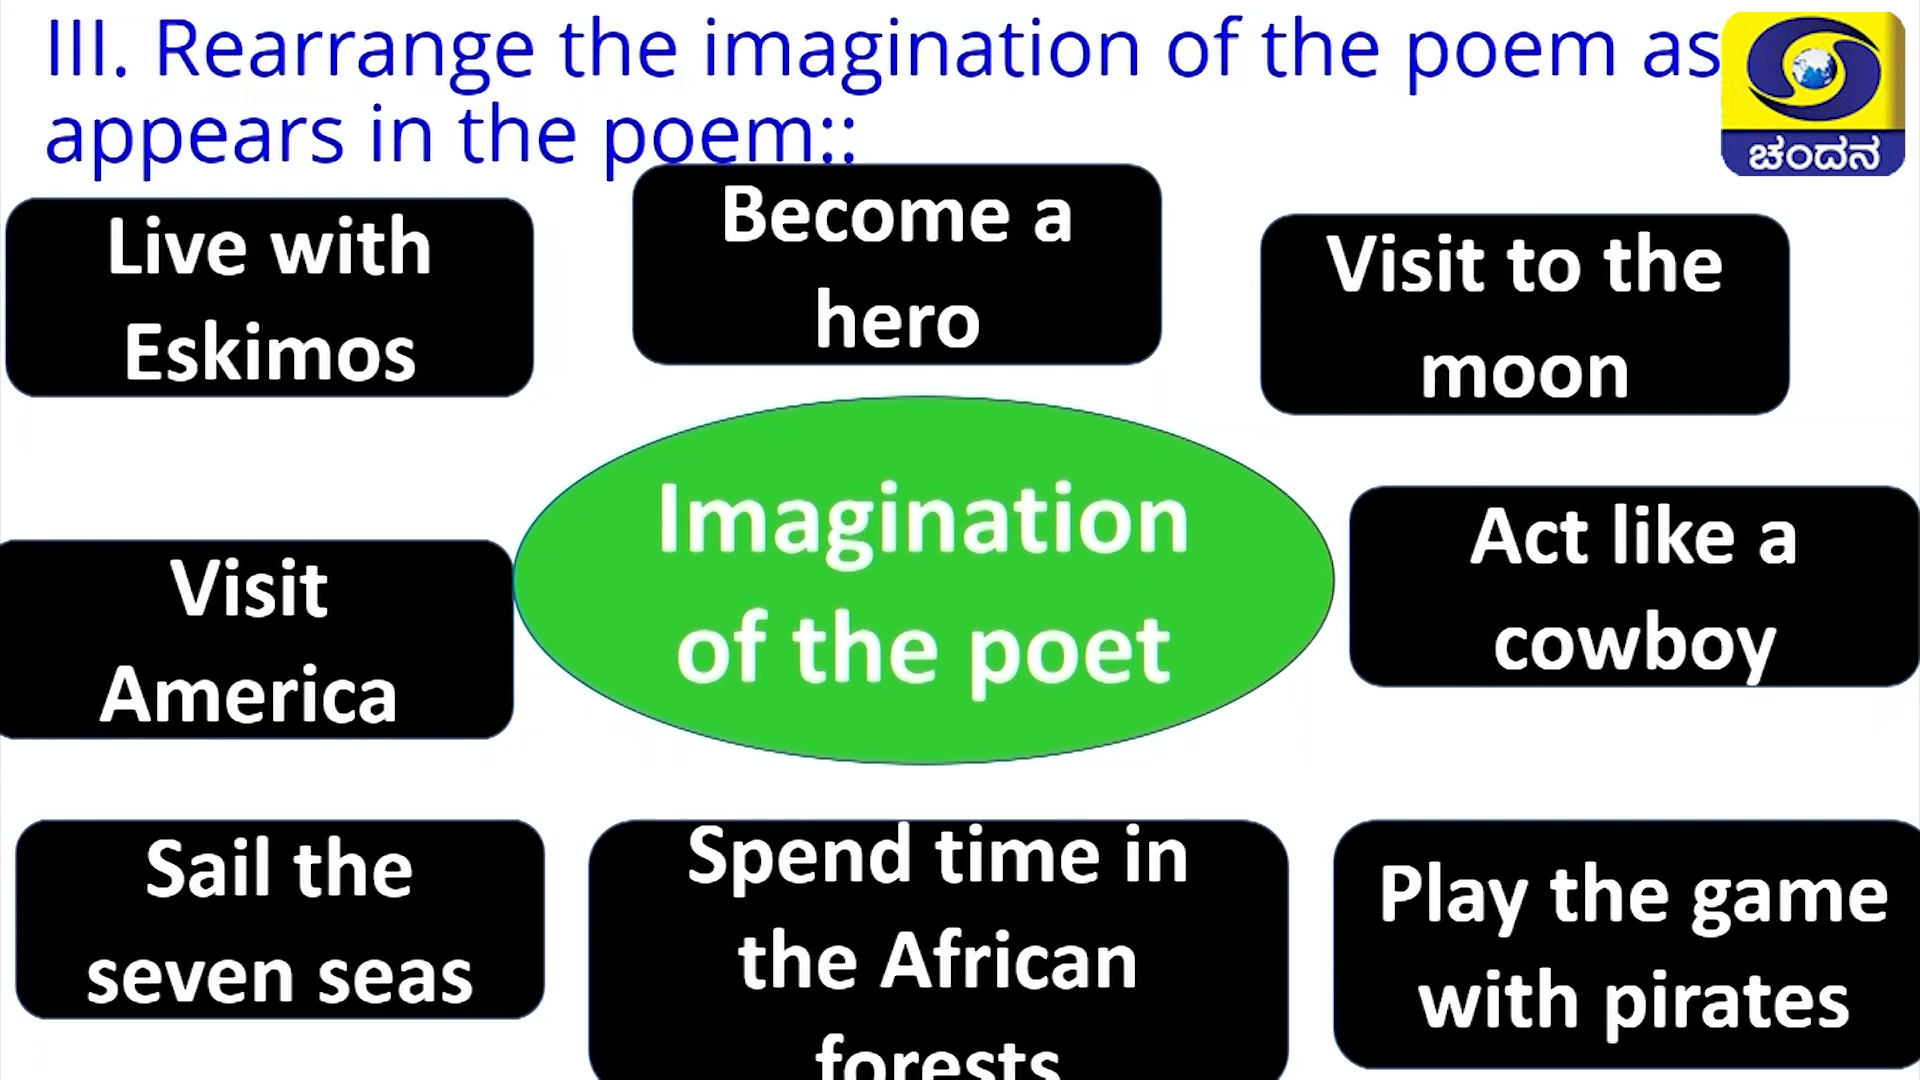 III. Rearrange the imagination of the poem as
appears in the poem::
ಚಂದನ
Live with
Eskimos
Become a
hero
Visit to the
moon
Visit
America
Imagination
of the poet
Act like a
cowboy
Sail the
seven seas
Spend time in
the African
forests
Play the game
with pirates